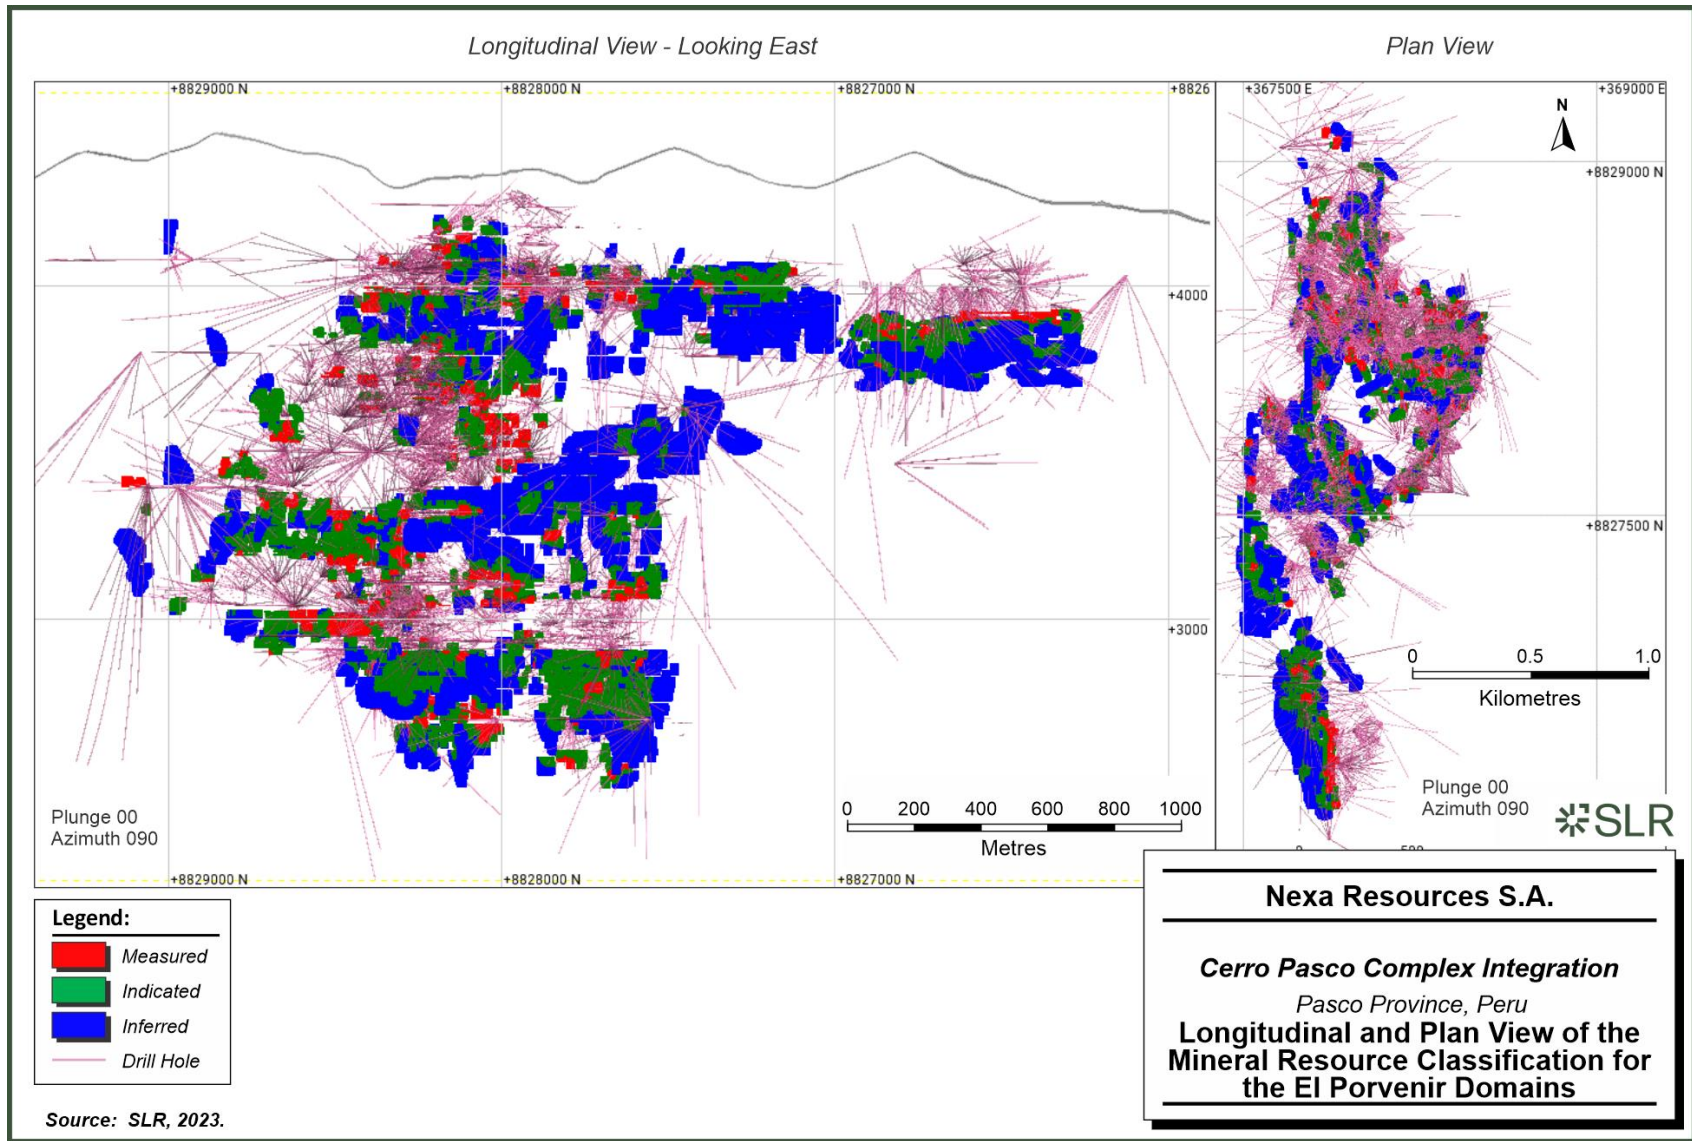 Longitudinal View - Looking East
Plan View
+8829000 N
+8828000 N
+8827000 N
+8826
+367500 E
+369000 E
N
+8829000 N
+4000
+8827500 N
+3000
0 0.5 1.0
Kilometres
Plunge 00
Azimuth 090
0 200 400 600 800 1000
Metres
Plunge 00
Azimuth 090
SLR
+8829000 N
+8828000 N
+8827000 N
Legend:
Measured
Indicated
Inferred
Drill Hole
Source: SLR, 2023.
Nexa Resources S.A.
Cerro Pasco Complex Integration
Pasco Province, Peru
Longitudinal and Plan View of the
Mineral Resource Classification for
the El Porvenir Domains